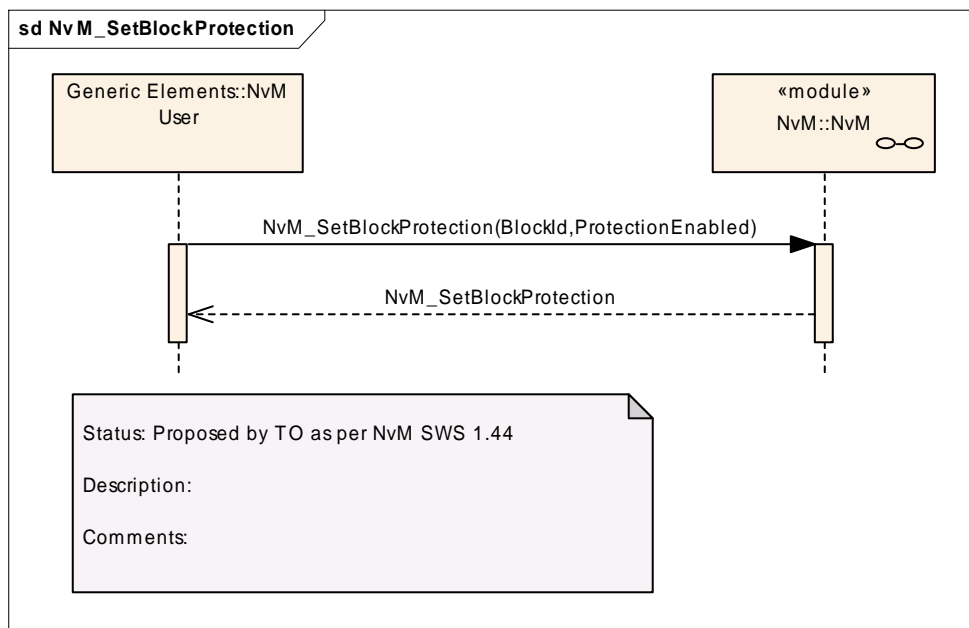 sd NvM_SetBlockProtection
Generic Elements::NvM
User
«module»
NvM::NvM
NvM_SetBlockProtection(BlockId,ProtectionEnabled)
NvM_SetBlockProtection
Status: Proposed by TO as per NvM SWS 1.44
Description:
Comments: